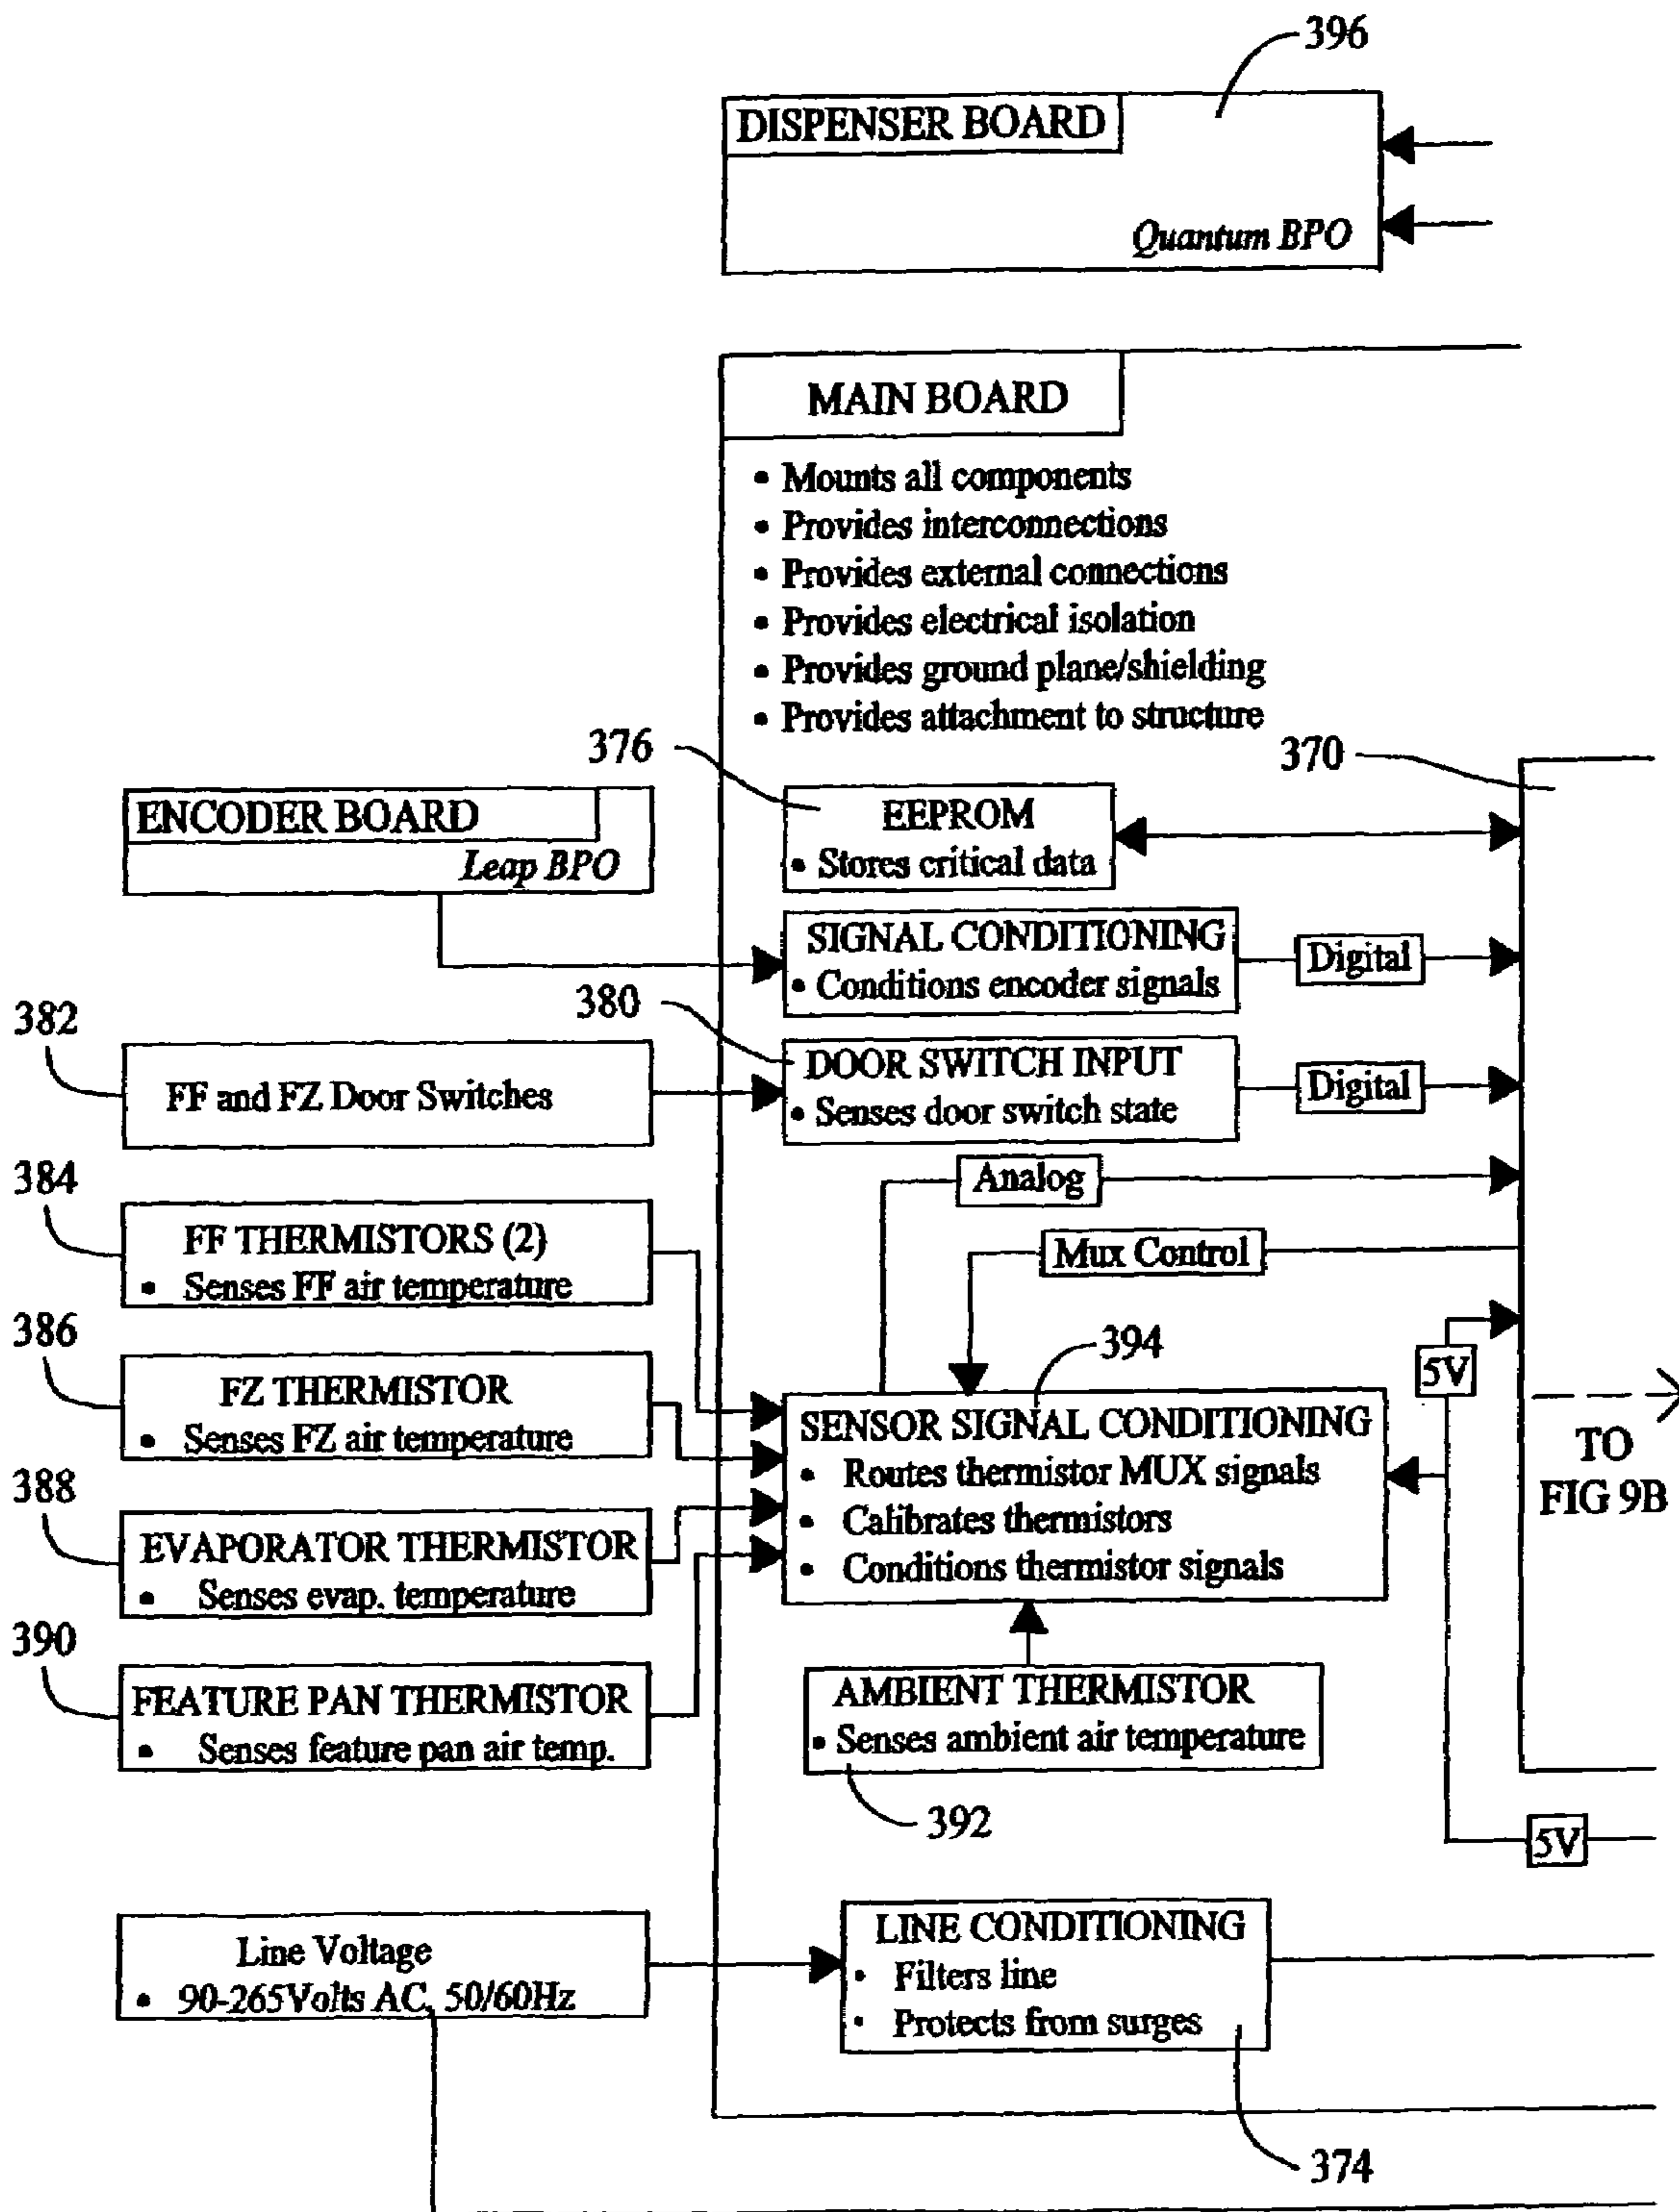 396
DISPENSER BOARD
Quantum BPO
MAIN BOARD
• Mounts all components
• Provides interconnections
• Provides external connections
• Provides electrical isolation
• Provides ground plane/shielding
• Provides attachment to structure
376
370
ENCODER BOARD
Leap BPO
EEPROM
• Stores critical data
SIGNAL CONDITIONING
• Conditions encoder signals
Digital
382
380
FF and FZ Door Switches
DOOR SWITCH INPUT
• Senses door switch state
Digital
384
Analog
FF THERMISTORS (2)
• Senses FF air temperature
Mux Control
386
394
5V
FZ THERMISTOR
• Senses FZ air temperature
SENSOR SIGNAL CONDITIONING
• Routes thermistor MUX signals
• Calibrates thermistors
• Conditions thermistor signals
TO
FIG 9B
388
EVAPORATOR THERMISTOR
• Senses evap. temperature
390
FEATURE PAN THERMISTOR
• Senses feature pan air temp.
AMBIENT THERMISTOR
• Senses ambient air temperature
392
5V
Line Voltage
• 90-265Volts AC, 50/60Hz
LINE CONDITIONING
• Filters line
• Protects from surges
374